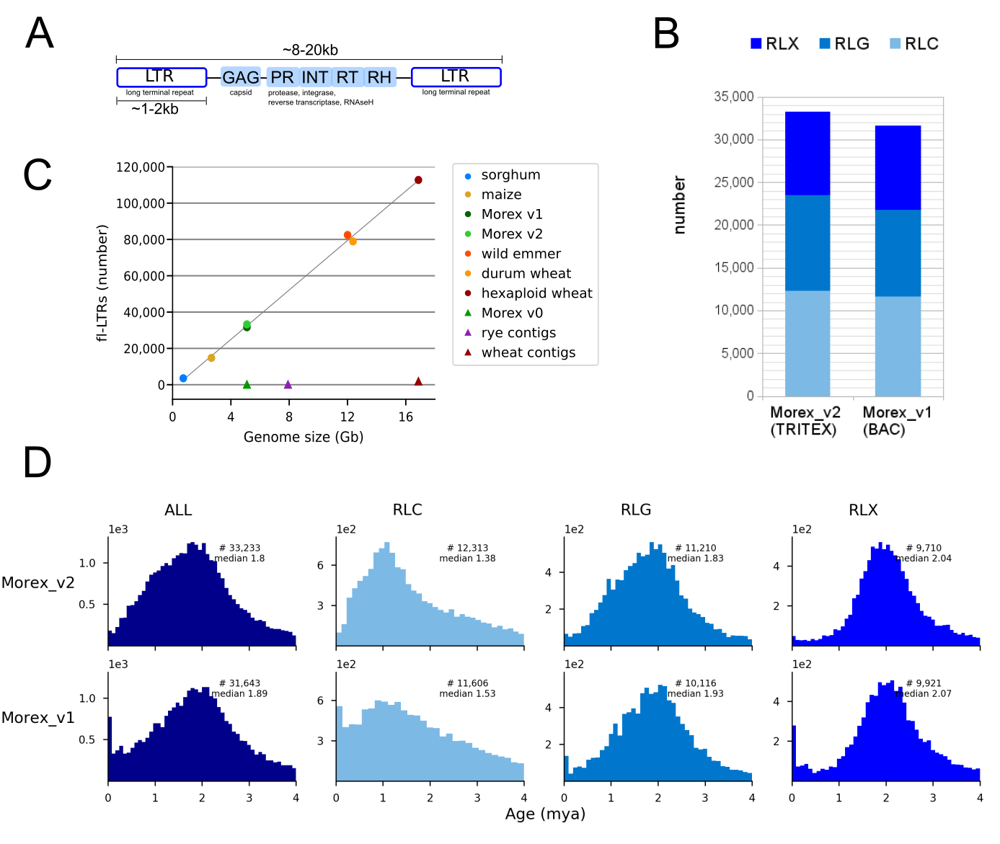 A
~8-20kb
LTR GAG PR INT RT RH LTR
long terminal repeat capsid protease, integrase, long terminal repeat
reverse transcriptase, RNAseH
~1-2kb
B
RLX RLG RLC
35,000
30,000
25,000
20,000
15,000
10,000
5,000
0
number
Morex_v2 Morex_v1
(TRITEX) (BAC)
C
120,000
100,000
80,000
60,000
40,000
20,000
0
fl-LTRs (number)
0 4 8 12 16
Genome size (Gb)
sorghum
maize
Morex v1
Morex v2
wild emmer
durum wheat
hexaploid wheat
Morex v0
rye contigs
wheat contigs
D
ALL RLC RLG RLX
Morex_v2
1e3
1.0
0.5
# 33,233
median 1.8
1e2
6
3
# 12,313
median 1.38
1e2
4
2
# 11,210
median 1.83
1e2
4
2
# 9,710
median 2.04
Morex_v1
1e3
1.0
0.5
# 31,643
median 1.89
1e2
6
3
# 11,606
median 1.53
1e2
4
2
# 10,116
median 1.93
1e2
4
2
# 9,921
median 2.07
0 1 2 3 4 0 1 2 3 4 0 1 2 3 4 0 1 2 3 4
Age (mya)